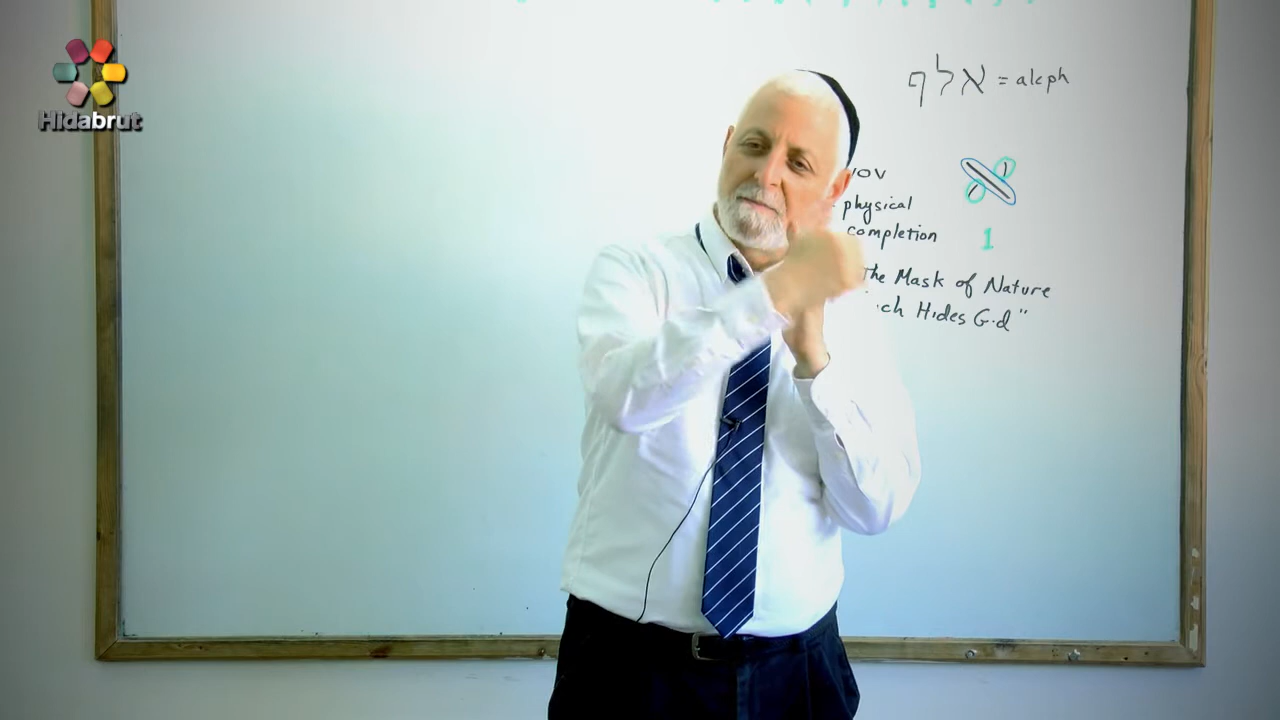 Hidabrut
אלף = aleph
physical
completion
1
The Mask of Nature
Hides G-d"